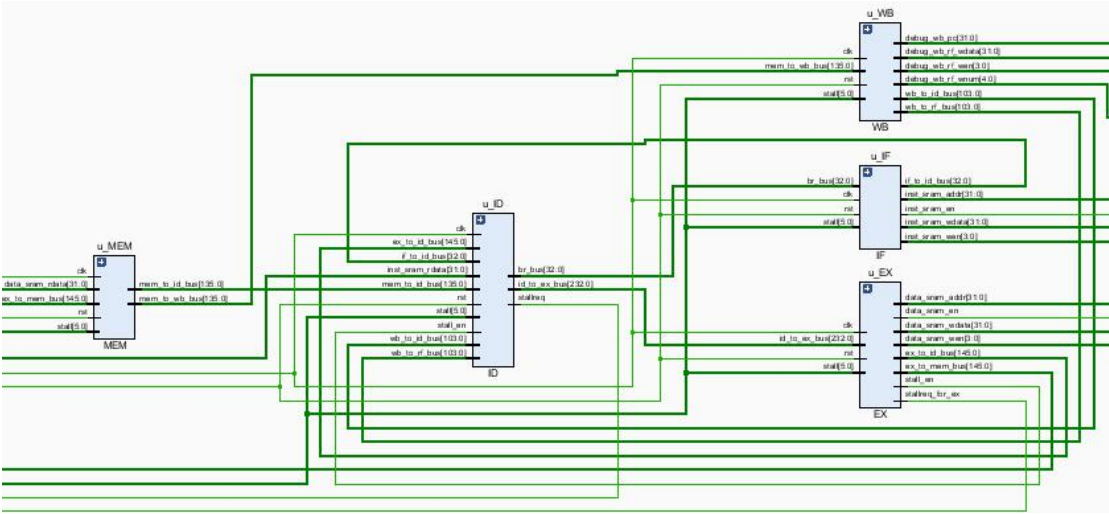 u_WB
clk
mem_to_wb_bus[135:0]
rst
stall[5:0]
debug_wb_pc[31:0]
debug_wb_rf_wdata[31:0]
debug_wb_rf_wen[3:0]
debug_wb_rf_wnum[4:0]
wb_to_id_bus[103:0]
wb_to_rf_bus[103:0]
WB
u_IF
br_bus[32:0]
clk
rst
stall[5:0]
if_to_id_bus[32:0]
inst_sram_addr[31:0]
inst_sram_en
inst_sram_wdata[31:0]
inst_sram_wen[3:0]
IF
u_ID
clk
ex_to_id_bus[145:0]
if_to_id_bus[32:0]
inst_sram_rdata[31:0]
mem_to_id_bus[135:0]
rst
stall[5:0]
stall_en
wb_to_id_bus[103:0]
wb_to_rf_bus[103:0]
br_bus[32:0]
id_to_ex_bus[232:0]
stallreq
ID
u_MEM
clk
data_sram_rdata[31:0]
ex_to_mem_bus[145:0]
rst
stall[5:0]
mem_to_id_bus[135:0]
mem_to_wb_bus[135:0]
MEM
u_EX
clk
id_to_ex_bus[232:0]
rst
stall[5:0]
data_sram_addr[31:0]
data_sram_en
data_sram_wdata[31:0]
data_sram_wen[3:0]
ex_to_id_bus[145:0]
ex_to_mem_bus[145:0]
stall_en
stallreq_for_ex
EX